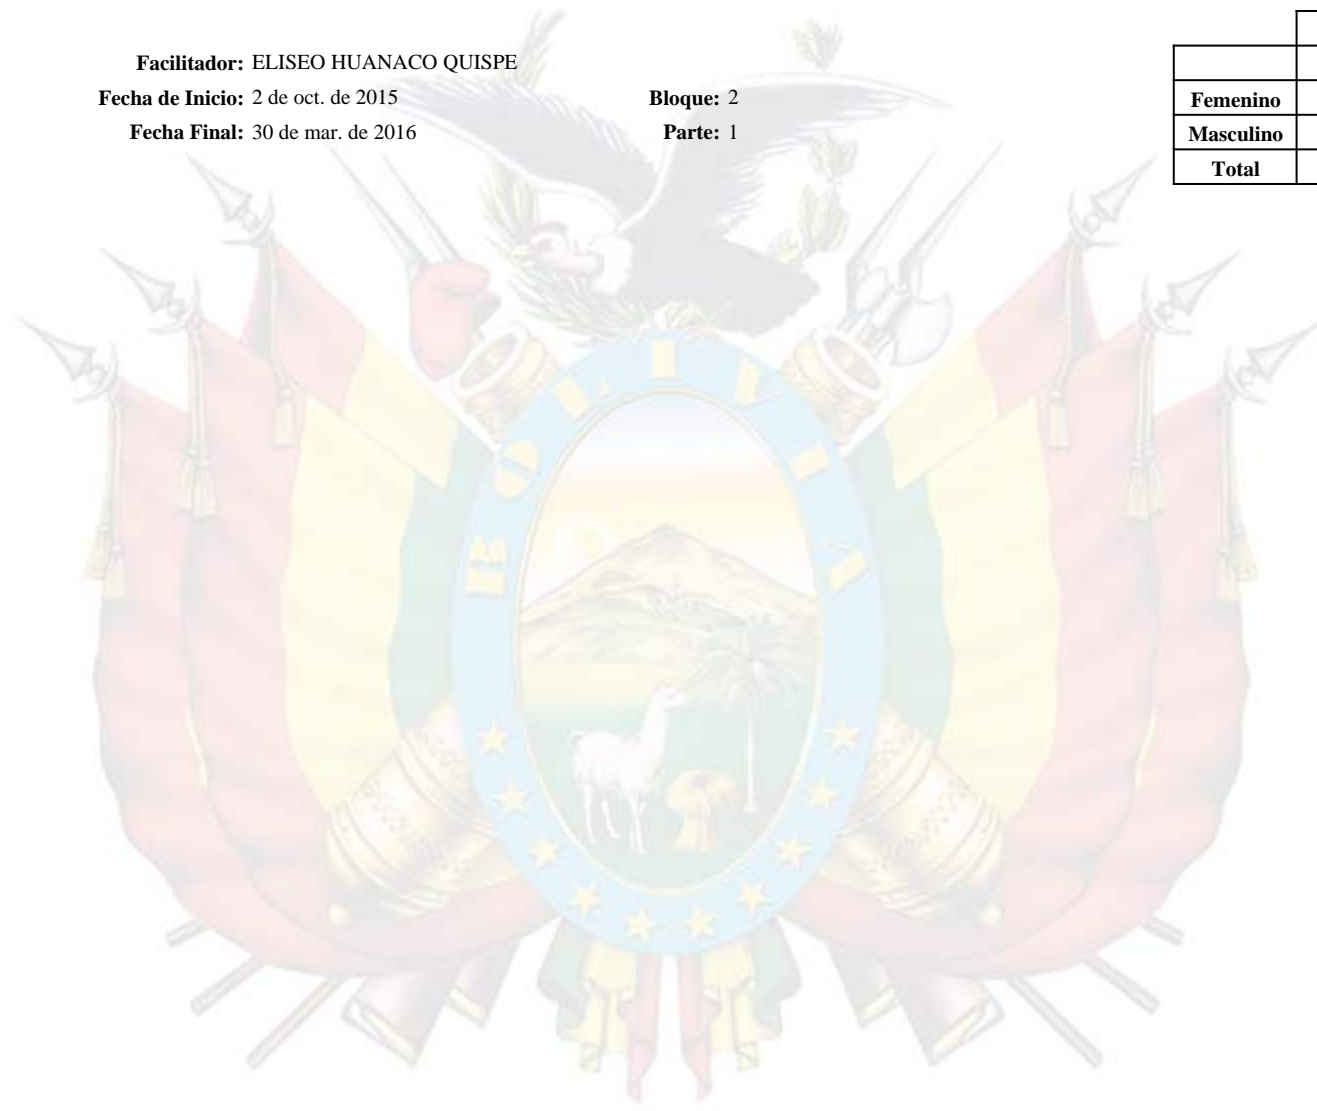 Facilitador: ELISEO HUANACO QUISPE
Fecha de Inicio: 2 de oct. de 2015 Bloque: 2
Fecha Final: 30 de mar. de 2016 Parte: 1
Femenino
Masculino
Total
BOLIVIA